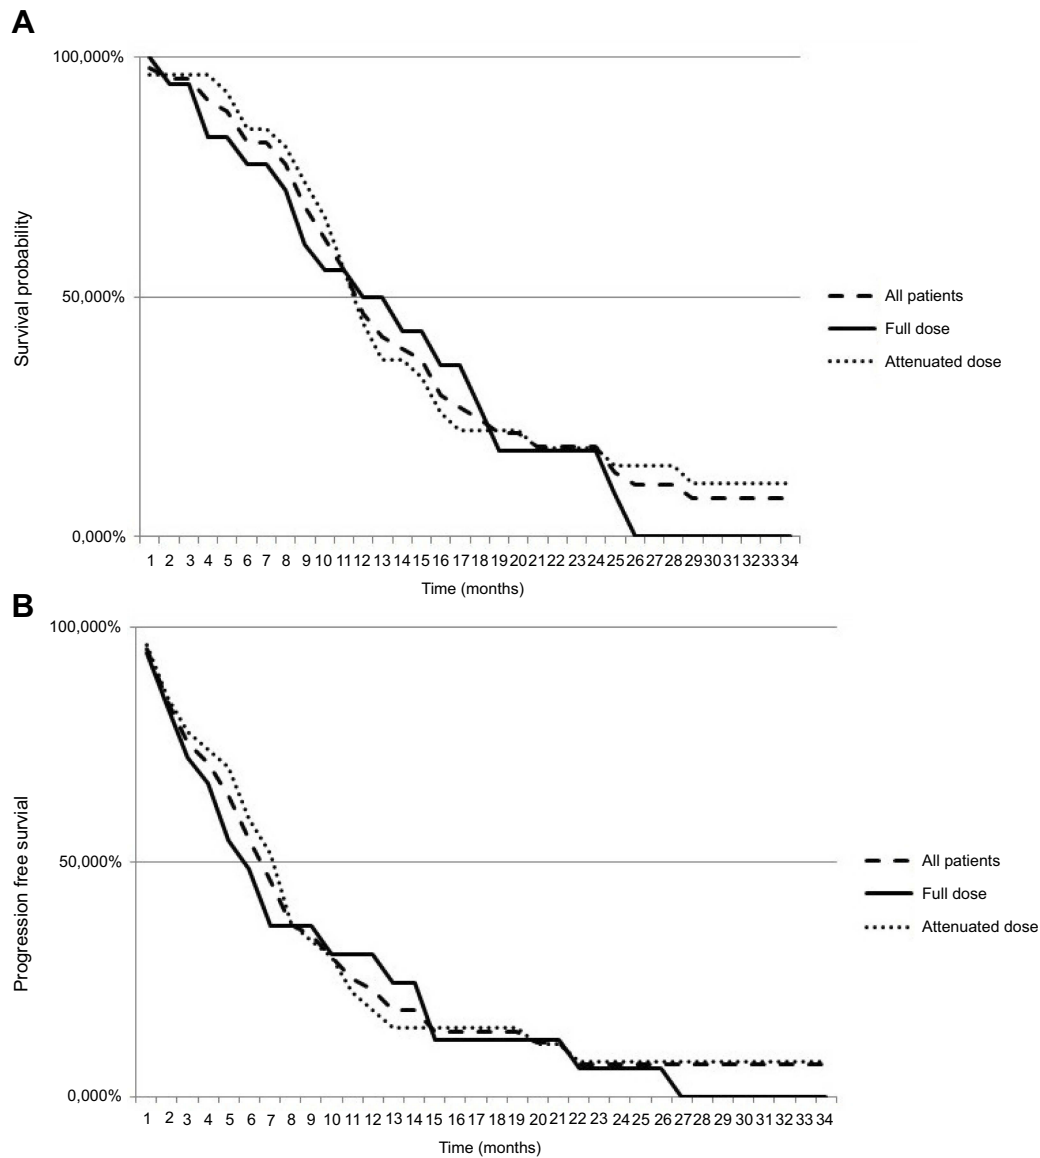 A
100,000%
50,000%
0,000%
Survival probability
1 2 3 4 5 6 7 8 9 10 11 12 13 14 15 16 17 18 19 20 21 22 23 24 25 26 27 28 29 30 31 32 33 34
Time (months)
All patients
Full dose
Attenuated dose
B
100,000%
50,000%
0,000%
Progression free survial
1 2 3 4 5 6 7 8 9 10 11 12 13 14 15 16 17 18 19 20 21 22 23 24 25 26 27 28 29 30 31 32 33 34
Time (months)
All patients
Full dose
Attenuated dose